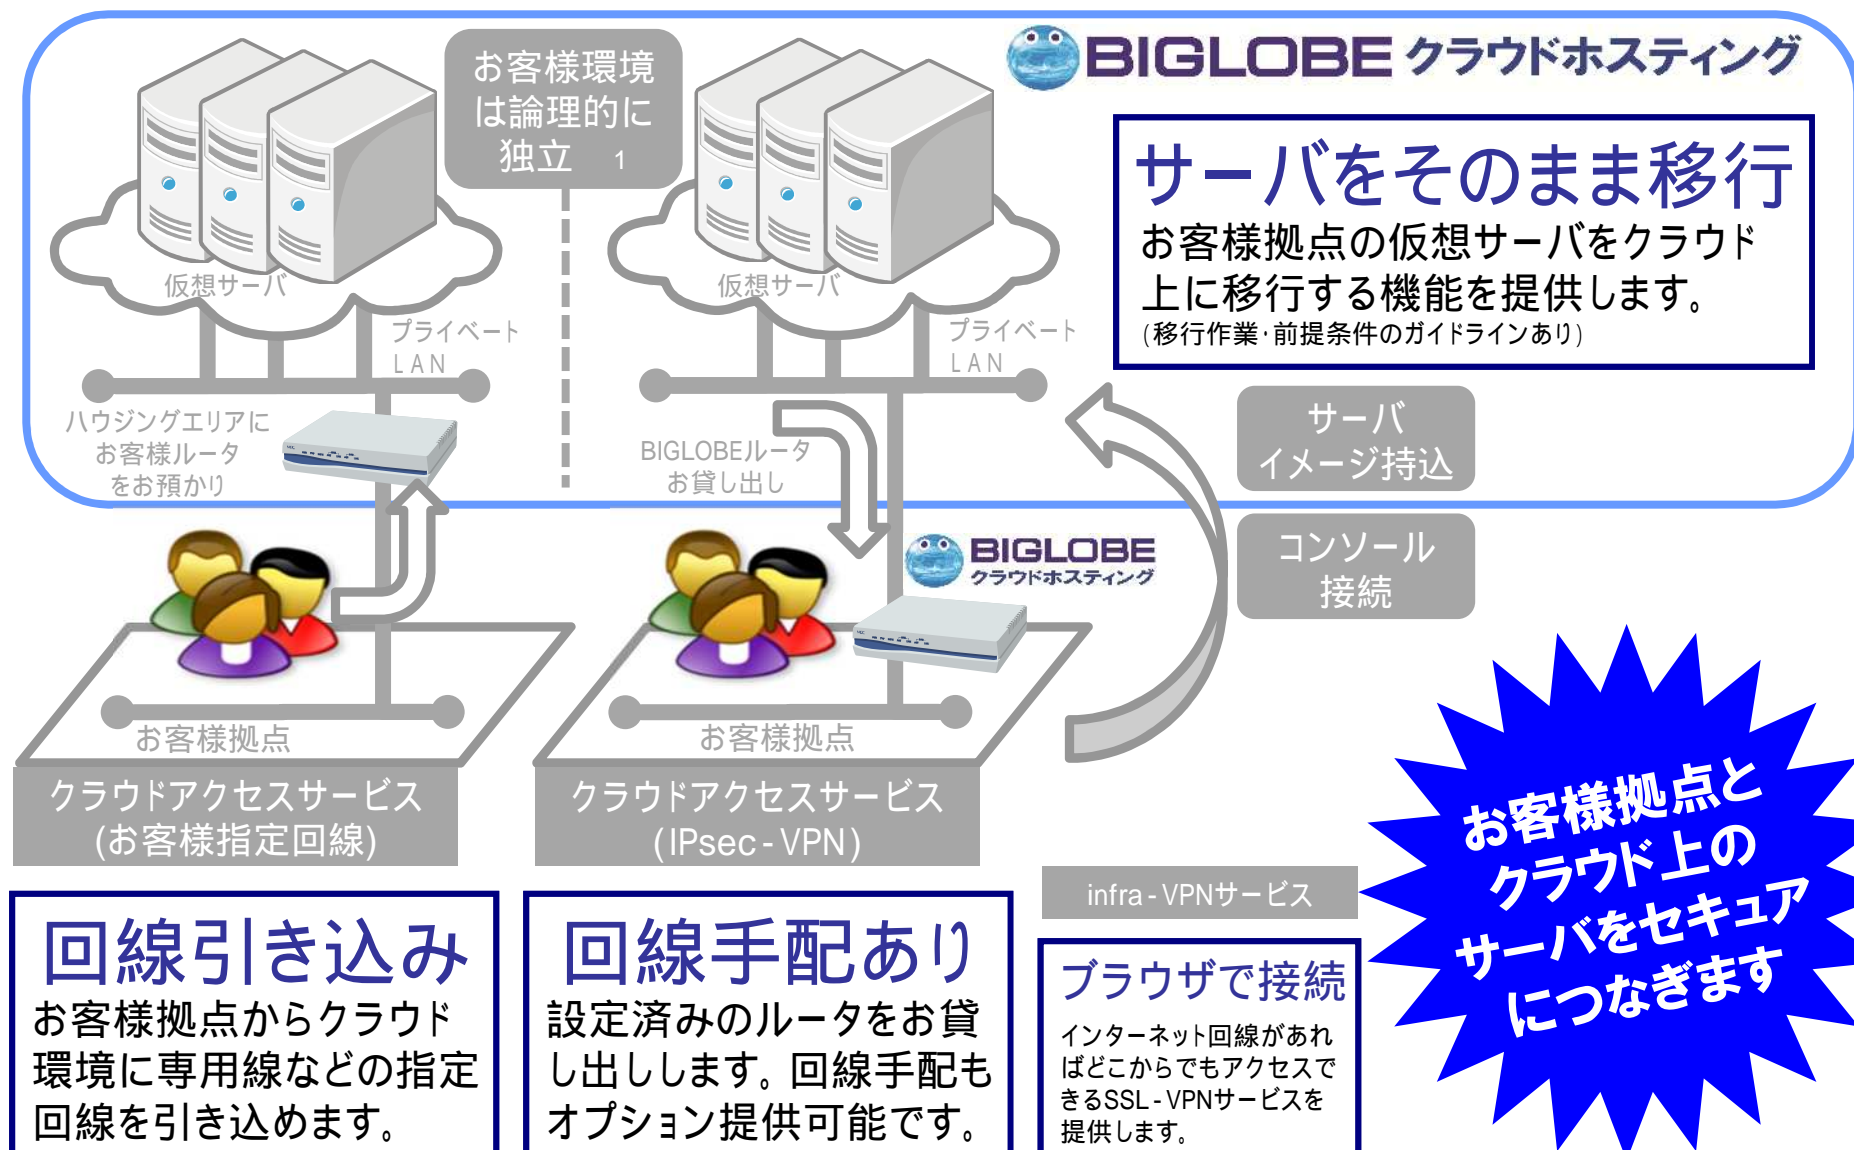 お客様環境
は論理的に
独立 1
BIGLOBE クラウドホスティング
サーバをそのまま移行
お客様拠点の仮想サーバをクラウド
上に移行する機能を提供します。
(移行作業・前提条件のガイドラインあり)
仮想サーバ
プライベート
LAN
仮想サーバ
プライベート
LAN
ハウジングエリアに
お客様ルータ
をお預かり
BIGLOBEルータ
お貸し出し
サーバ
イメージ持込
コンソール
接続
BIGLOBE
クラウドホスティング
お客様拠点
お客様拠点
クラウドアクセスサービス
(お客様指定回線)
クラウドアクセスサービス
(IPsec-VPN)
お客様拠点と
クラウド上の
サーバをセキュア
につなぎます
回線引き込み
お客様拠点からクラウド
環境に専用線などの指定
回線を引き込めます。
回線手配あり
設定済みのルータをお貸
し出しします。回線手配も
オプション提供可能です。
infra-VPNサービス
ブラウザで接続
インターネット回線があれ
ばどこからでもアクセスで
きるSSL-VPNサービスを
提供します。